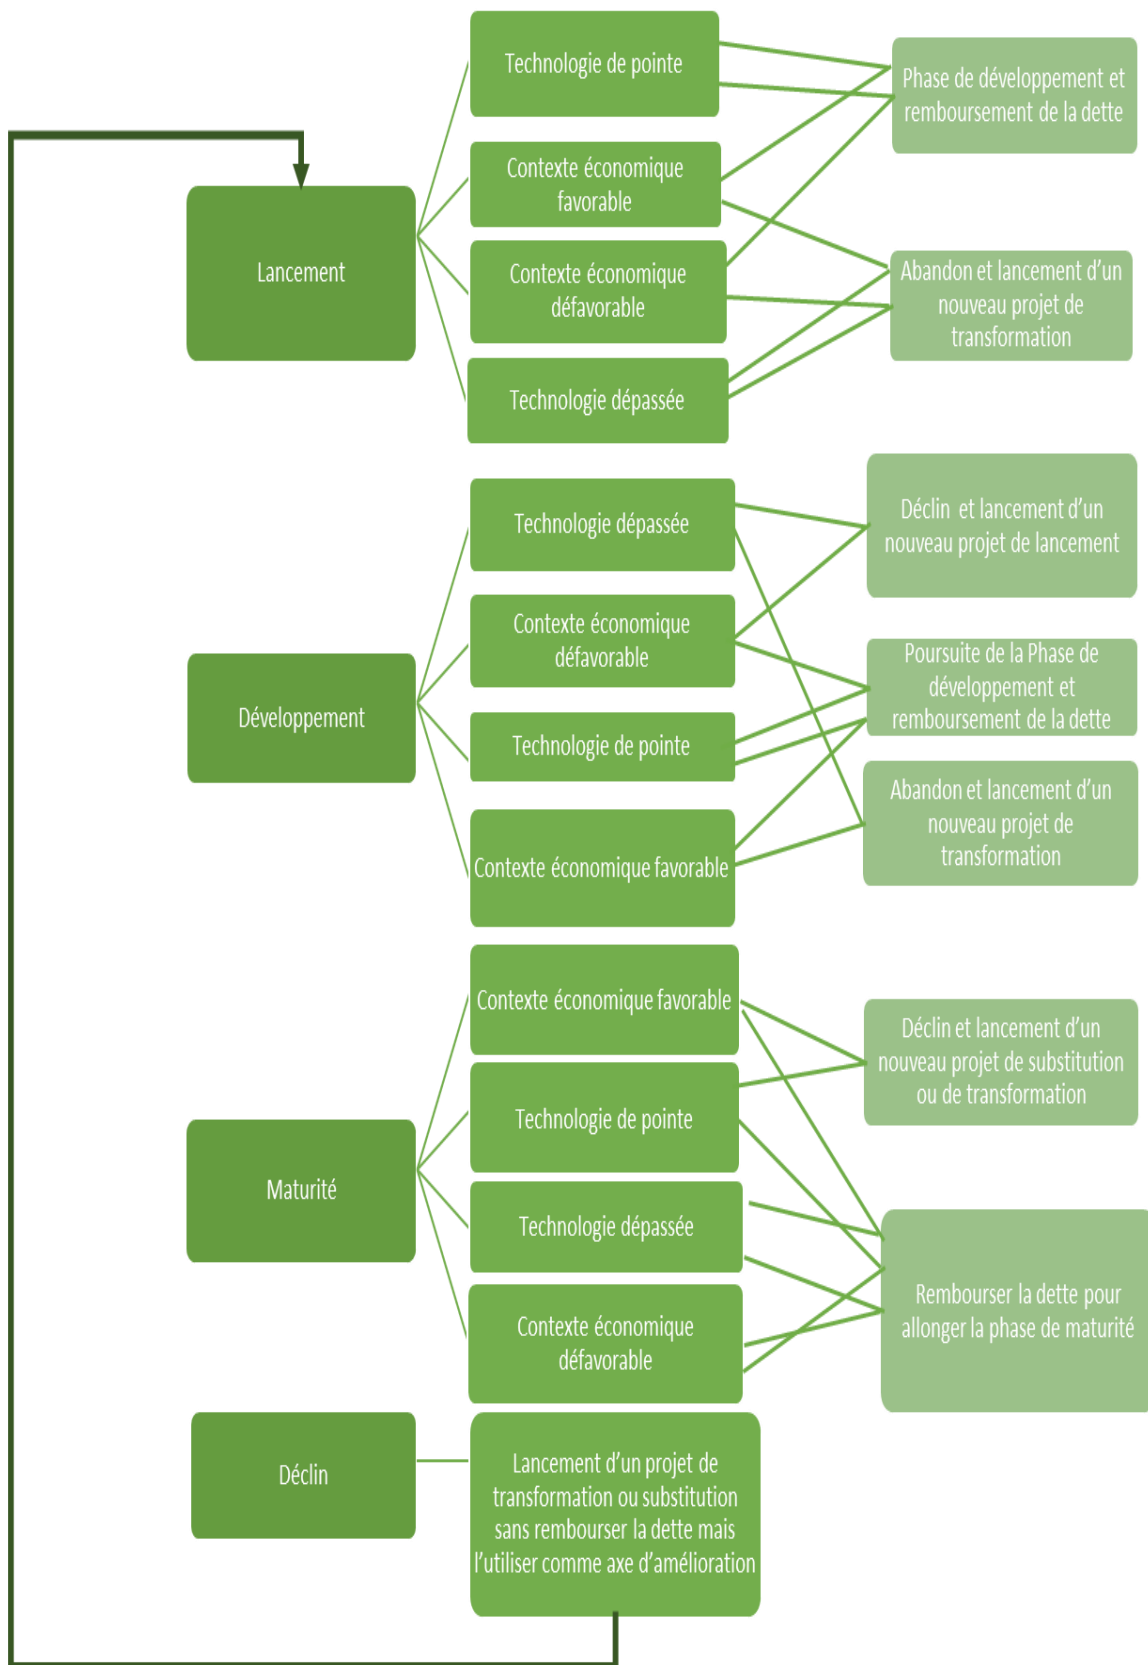 Lancement
Technologie de pointe
Contexte économique
favorable
Contexte économique
défavorable
Technologie dépassée
Phase de développement et
remboursement de la dette
Abandon et lancement d'un
nouveau projet de
transformation
Développement
Technologie dépassée
Contexte économique
défavorable
Technologie de pointe
Contexte économique favorable
Déclin et lancement d'un
nouveau projet de lancement
Poursuite de la Phase de
développement et
remboursement de la dette
Abandon et lancement d'un
nouveau projet de
transformation
Maturité
Contexte économique favorable
Technologie de pointe
Technologie dépassée
Contexte économique
défavorable
Déclin et lancement d'un
nouveau projet de substitution
ou de transformation
Rembourser la dette pour
allonger la phase de maturité
Déclin
Lancement d'un projet de
transformation ou substitution
sans rembourser la dette mais
l'utiliser comme axe d'amélioration